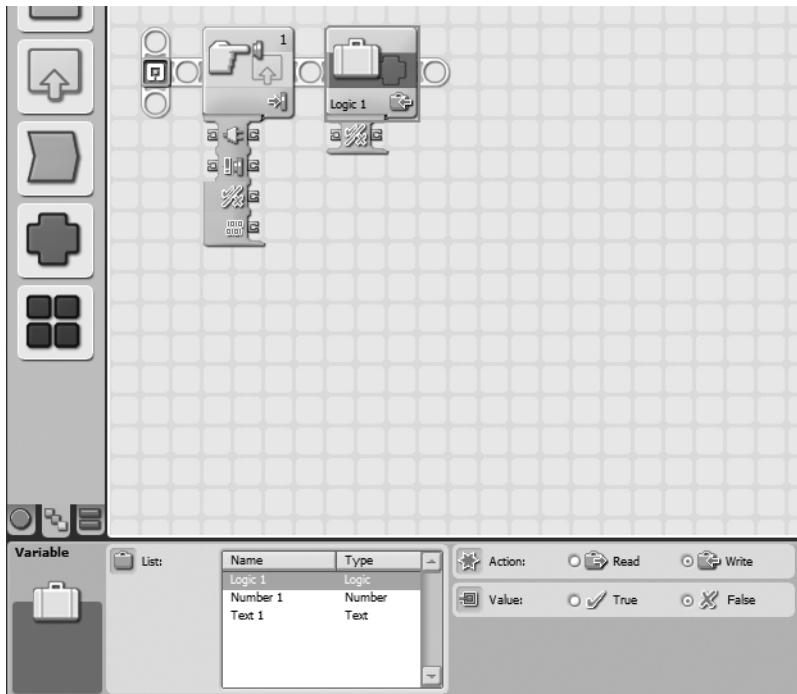 1
Logic 1
Variable
List:
Name Type
Logic 1 Logic
Number 1 Number
Text 1 Text
Action: Read Write
Value: True False